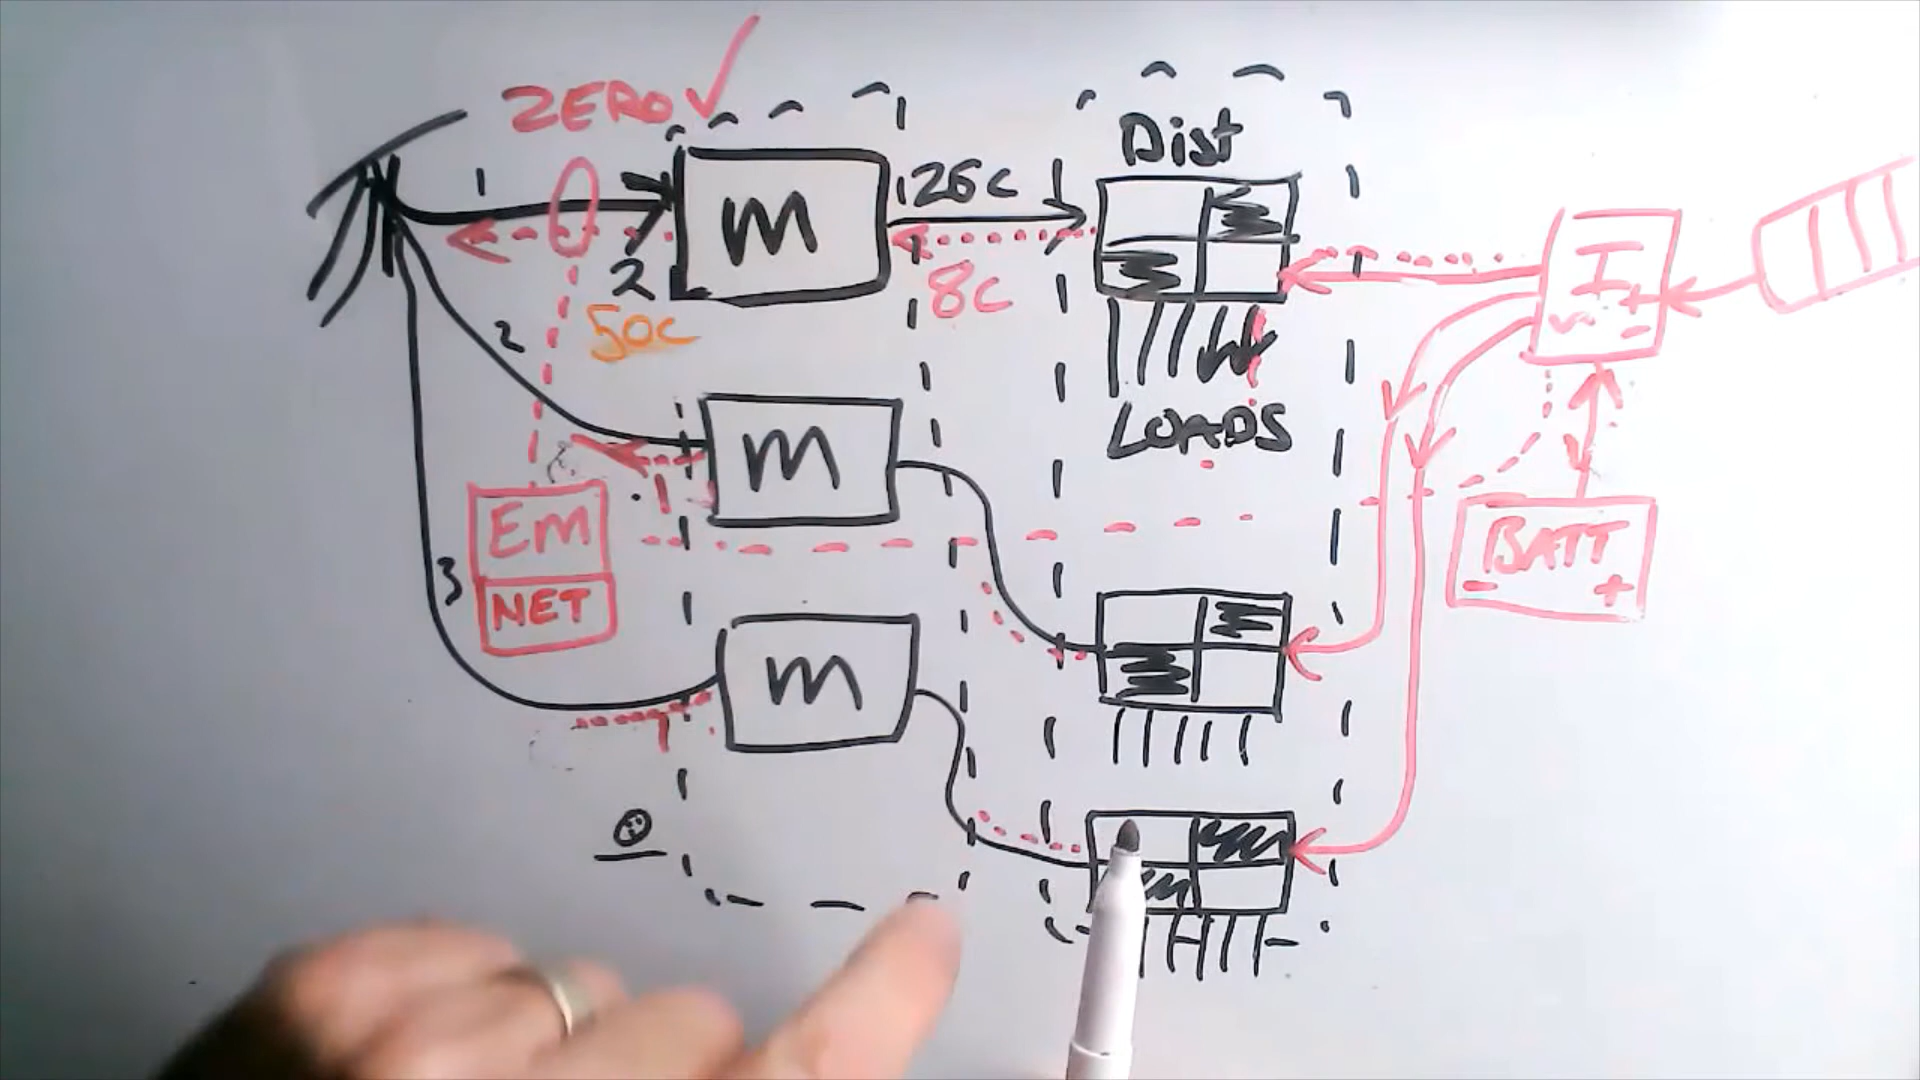 ZERO ✓
Dist
1
m
126c
2
50c
8c
I
+
~ -
2
LOADS
m
Em
NET
BATT
- +
3
m